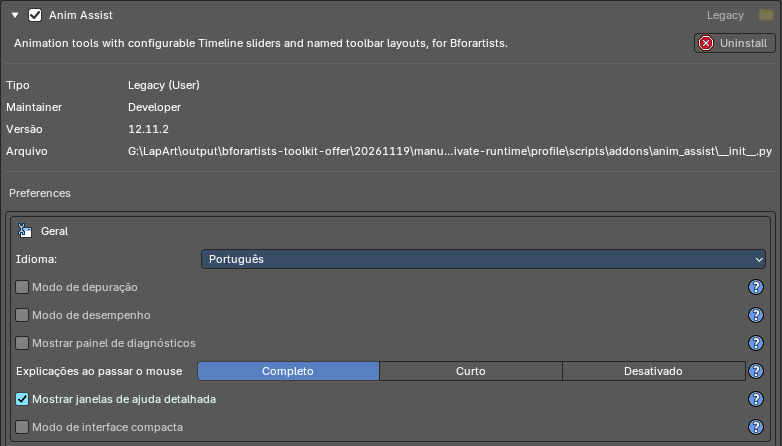 Anim Assist Legacy
Animation tools with configurable Timeline sliders and named toolbar layouts, for Bforartists. Uninstall
Tipo Legacy (User)
Maintainer Developer
Versão 12.11.2
Arquivo G:\LapArt\output\bforartists-toolkit-offer\20261119\manu...ivate-runtime\profile\scripts\addons\anim_assist\__init__.py
Preferences
Geral
Idioma: Português
Modo de depuração ?
Modo de desempenho ?
Mostrar painel de diagnósticos ?
Explicações ao passar o mouse Completo Curto Desativado ?
Mostrar janelas de ajuda detalhada ?
Modo de interface compacta ?